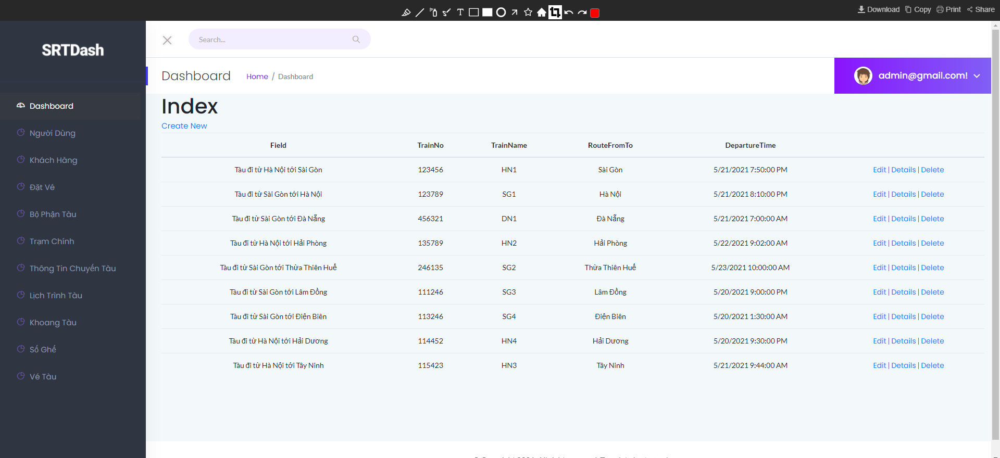 Download Copy Print Share
SRTDash
Search...
Dashboard Home / Dashboard
admin@gmail.com!
Dashboard
Người Dùng
Khách Hàng
Đặt Vé
Bộ Phận Tàu
Trạm Chính
Thông Tin Chuyến Tàu
Lịch Trình Tàu
Khoang Tàu
Số Ghế
Vé Tàu
Index
Create New
Field TrainNo TrainName RouteFromTo DepartureTime
Tàu đi từ Hà Nội tới Sài Gòn 123456 HN1 Sài Gòn 5/21/2021 7:50:00 PM Edit | Details | Delete
Tàu đi từ Sài Gòn tới Hà Nội 123789 SG1 Hà Nội 5/21/2021 8:10:00 PM Edit | Details | Delete
Tàu đi từ Sài Gòn tới Đà Nẵng 456321 DN1 Đà Nẵng 5/21/2021 7:00:00 AM Edit | Details | Delete
Tàu đi từ Hà Nội tới Hải Phòng 135789 HN2 Hải Phòng 5/22/2021 9:02:00 AM Edit | Details | Delete
Tàu đi từ Sài Gòn tới Thừa Thiên Huế 246135 SG2 Thừa Thiên Huế 5/23/2021 10:00:00 AM Edit | Details | Delete
Tàu đi từ Sài Gòn tới Lâm Đồng 111246 SG3 Lâm Đồng 5/20/2021 9:00:00 PM Edit | Details | Delete
Tàu đi từ Sài Gòn tới Điện Biên 113246 SG4 Điện Biên 5/20/2021 1:30:00 AM Edit | Details | Delete
Tàu đi từ Hà Nội tới Hải Dương 114452 HN4 Hải Dương 5/20/2021 9:30:00 PM Edit | Details | Delete
Tàu đi từ Hà Nội tới Tây Ninh 115423 HN3 Tây Ninh 5/21/2021 9:44:00 AM Edit | Details | Delete